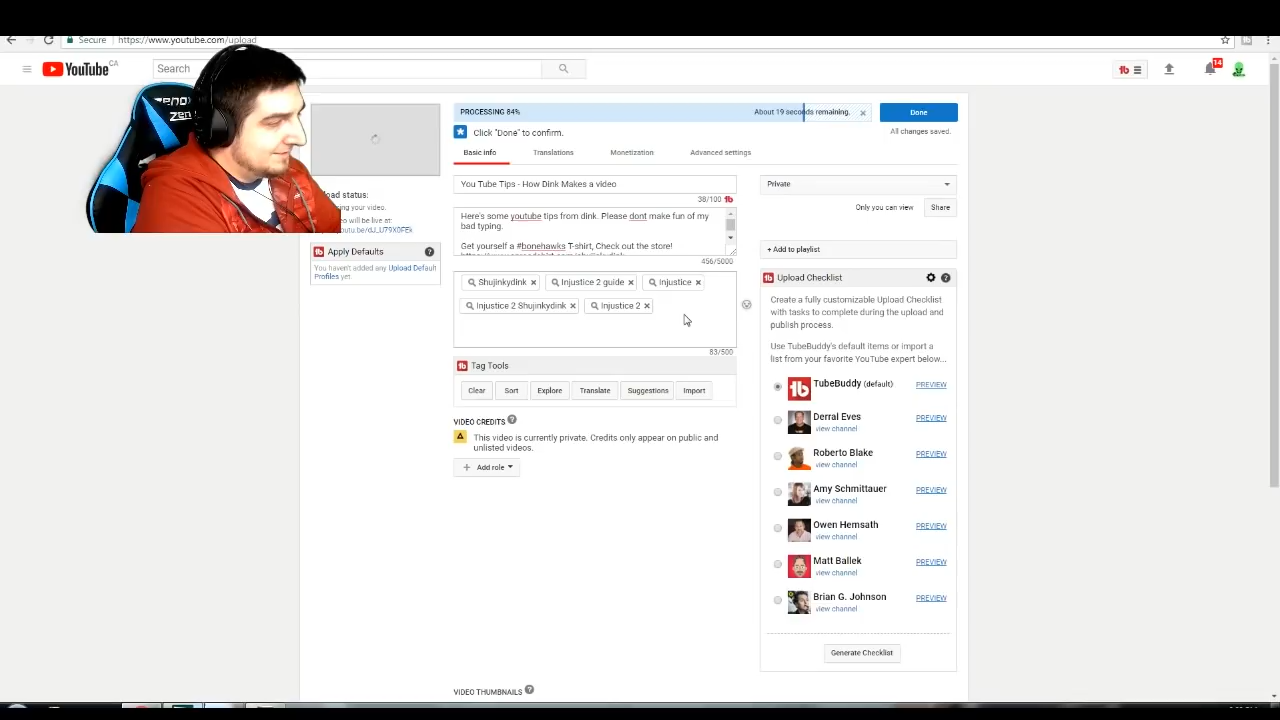 Secure https://www.youtube.com/upload
YouTube CA
Search
14
PROCESSING 84%
About 19 seconds remaining.
Done
Click "Done" to confirm.
All changes saved.
Basic info
Translations
Monetization
Advanced settings
You Tube Tips - How Dink Makes a video
38/100
Private
Only you can view
Share
Here's some youtube tips from dink. Please dont make fun of my
bad typing.
Get yourself a #bonehawks T-shirt, Check out the store!
456/5000
+ Add to playlist
load status:
your video.
will be live at:
Apply Defaults
You haven't added any Upload Default
Profiles yet.
Shujinkydink
Injustice 2 guide
Injustice
Injustice 2 Shujinkydink
Injustice 2
83/500
Tag Tools
Clear
Sort
Explore
Translate
Suggestions
Import
VIDEO CREDITS
This video is currently private. Credits only appear on public and
unlisted videos.
+ Add role
VIDEO THUMBNAILS
Upload Checklist
Create a fully customizable Upload Checklist
with tasks to complete during the upload and
publish process.
Use TubeBuddy's default items or import a
list from your favorite YouTube expert below...
TubeBuddy (default)
PREVIEW
Derral Eves
view channel
PREVIEW
Roberto Blake
view channel
PREVIEW
Amy Schmittauer
view channel
PREVIEW
Owen Hemsath
view channel
PREVIEW
Matt Ballek
view channel
PREVIEW
Brian G. Johnson
view channel
PREVIEW
Generate Checklist